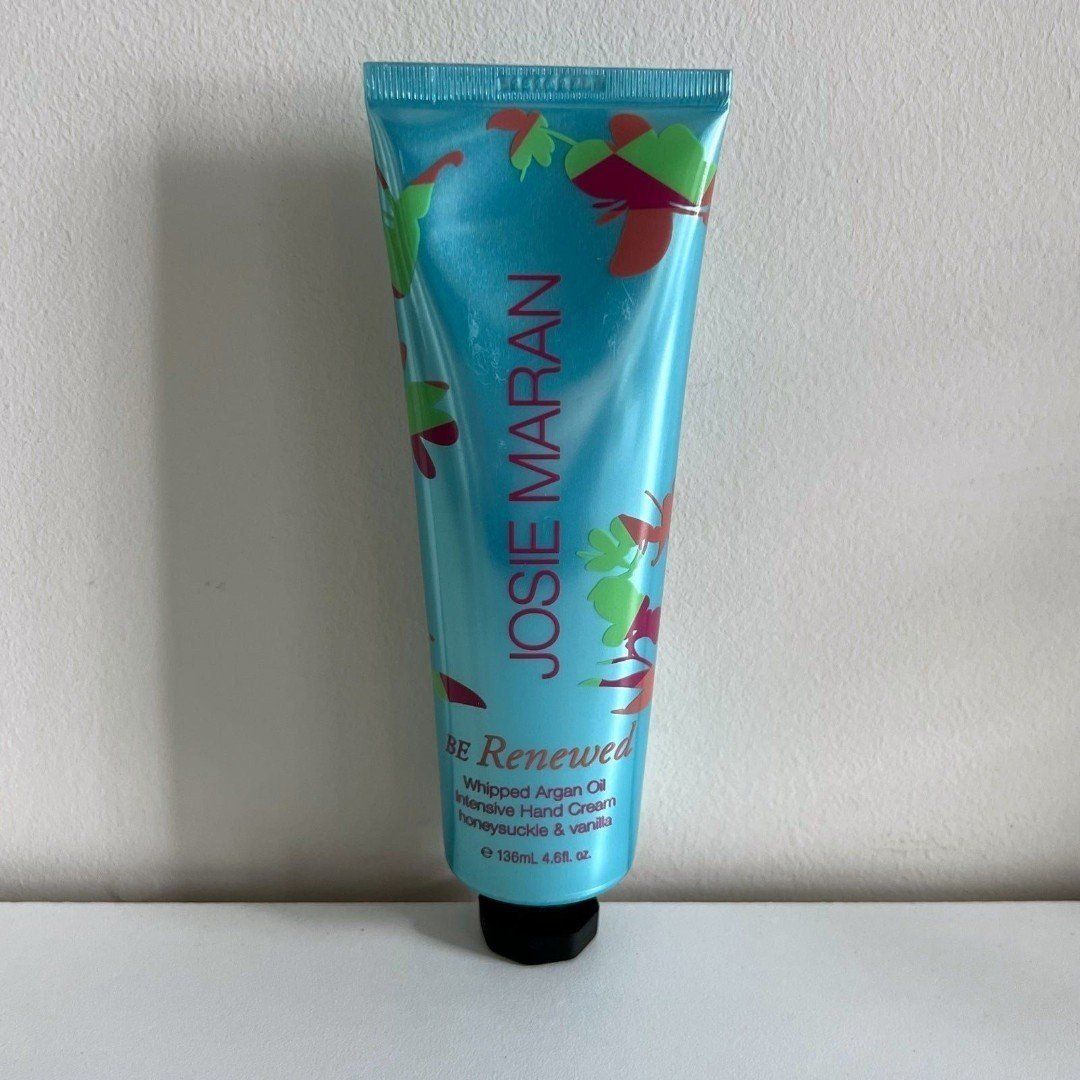 JOSIE MARAN
BE Renewed
Whipped Argan Oil
Intensive Hand Cream
honeysuckle & vanilla
℮ 136mL 4.6fl. oz.